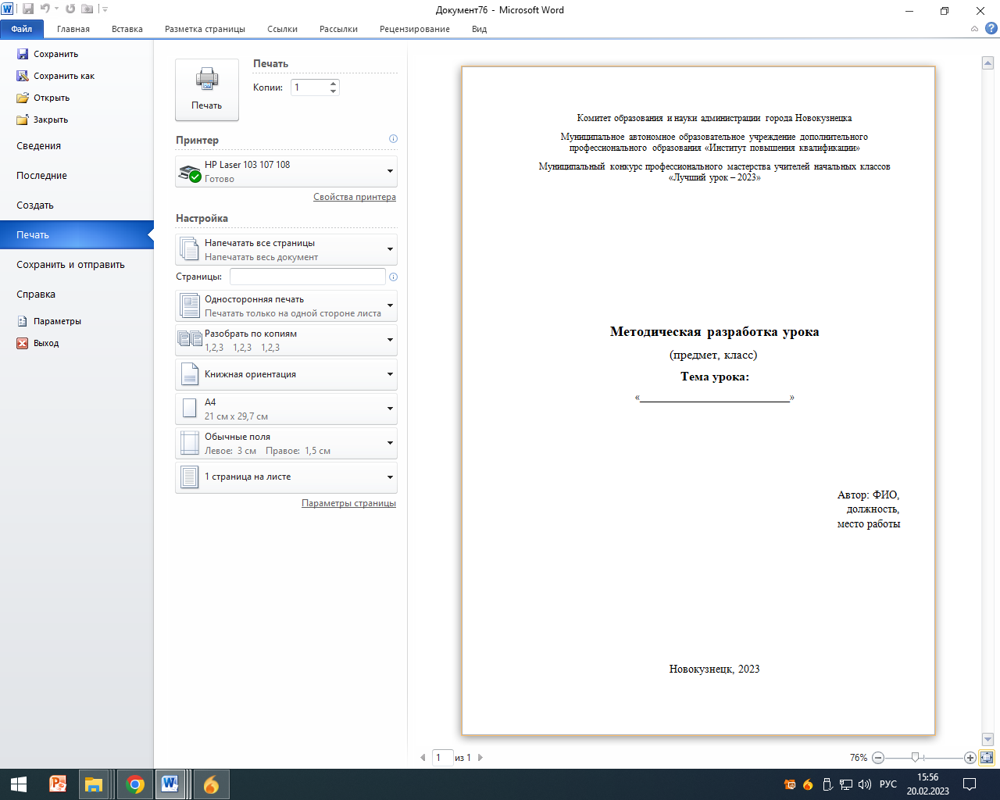 Документ76 - Microsoft Word
Файл
Главная
Вставка
Разметка страницы
Ссылки
Рассылки
Рецензирование
Вид
Сохранить
Сохранить как
Открыть
Закрыть
Сведения
Последние
Создать
Печать
Сохранить и отправить
Справка
Параметры
Выход
Печать
Печать
Копии: 1
Принтер
HP Laser 103 107 108
Готово
Свойства принтера
Настройка
Напечатать все страницы
Напечатать весь документ
Страницы:
Односторонняя печать
Печатать только на одной стороне листа
Разобрать по копиям
1,2,3 1,2,3 1,2,3
Книжная ориентация
A4
21 см x 29,7 см
Обычные поля
Левое: 3 см Правое: 1,5 см
1 страница на листе
Параметры страницы
Комитет образования и науки администрации города Новокузнецка
Муниципальное автономное образовательное учреждение дополнительного
профессионального образования «Институт повышения квалификации»
Муниципальный конкурс профессионального мастерства учителей начальных классов
«Лучший урок – 2023»
Методическая разработка урока
(предмет, класс)
Тема урока:
«___________________________»
Автор: ФИО,
должность,
место работы
Новокузнецк, 2023
1 из 1
76%
РУС
15:56
20.02.2023